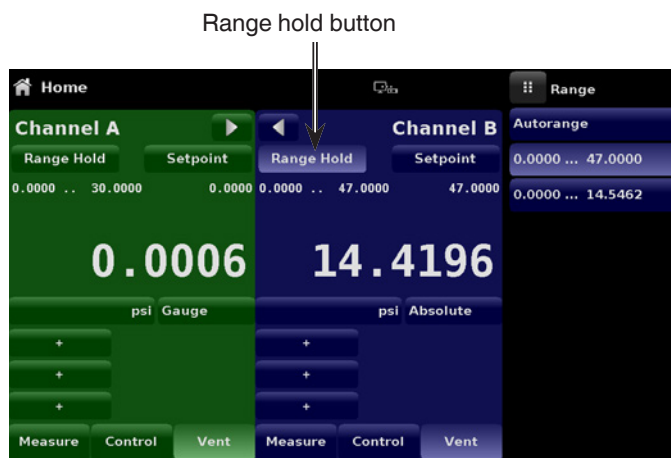 Range hold button
Home
Range
Channel A
Channel B
Autorange
Range Hold Setpoint
Range Hold Setpoint
0.0000 ... 47.0000
0.0000 .. 30.0000 0.0000
0.0000 .. 47.0000 47.0000
0.0000 ... 14.5462
0.0006
14.4196
psi Gauge
psi Absolute
+
+
+
+
+
+
Measure Control Vent
Measure Control Vent